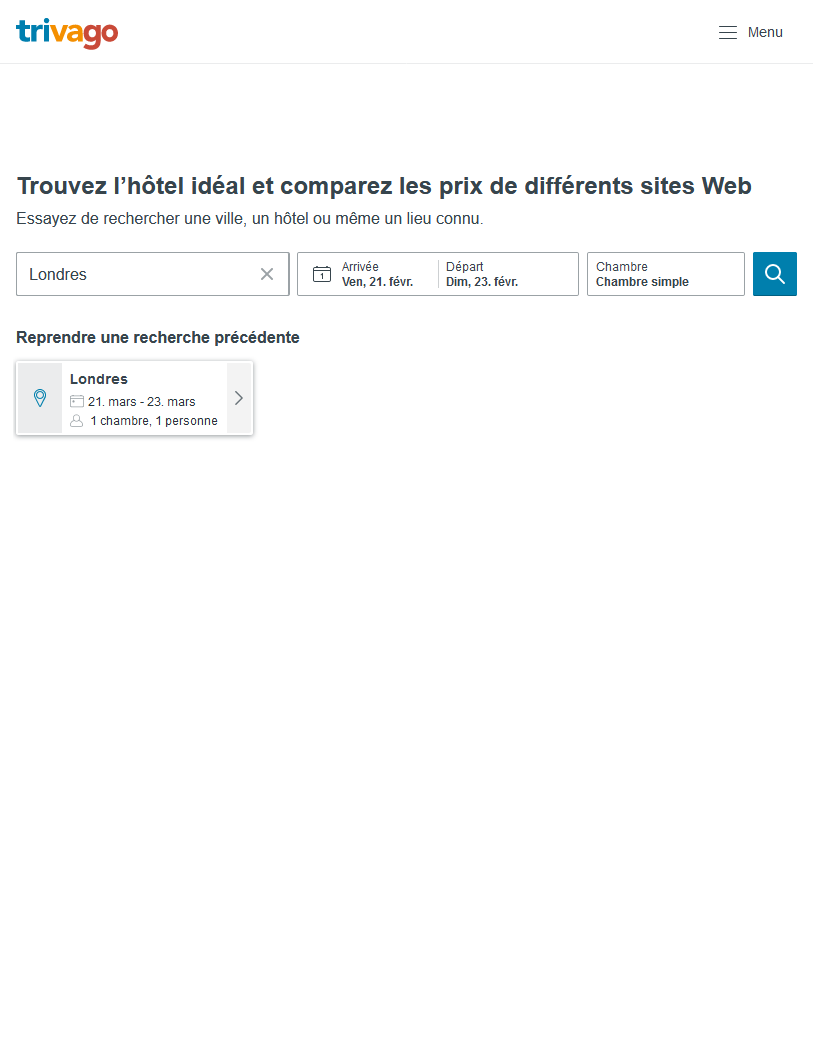 trivago
Menu
Trouvez l’hôtel idéal et comparez les prix de différents sites Web
Essayez de rechercher une ville, un hôtel ou même un lieu connu.
Londres
1
Arrivée
Ven, 21. févr.
Départ
Dim, 23. févr.
Chambre
Chambre simple
Reprendre une recherche précédente
Londres
21. mars - 23. mars
1 chambre, 1 personne